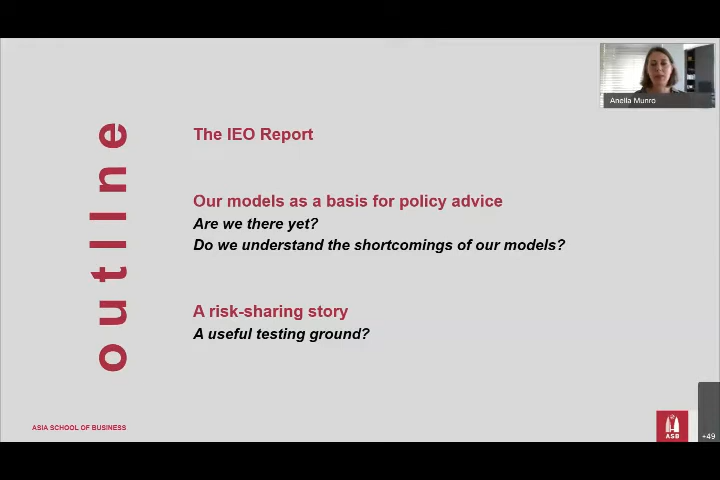 outlIne
The IEO Report
Our models as a basis for policy advice
Are we there yet?
Do we understand the shortcomings of our models?
A risk-sharing story
A useful testing ground?
Anella Munro
ASIA SCHOOL OF BUSINESS
ASB
+49